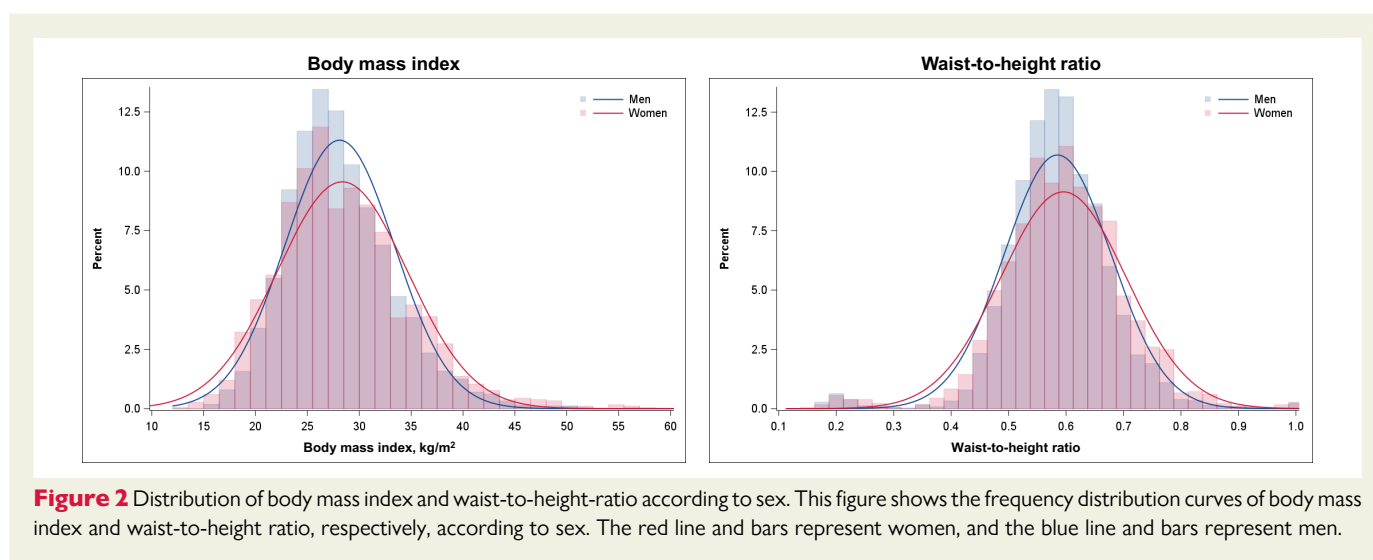 Body mass index
Waist-to-height ratio
12.5
10.0
7.5
5.0
2.5
0.0
Percent
Men
Women
10 15 20 25 30 35 40 45 50 55 60
Body mass index, kg/m²
12.5
10.0
7.5
5.0
2.5
0.0
Percent
Men
Women
0.1 0.2 0.3 0.4 0.5 0.6 0.7 0.8 0.9 1.0
Waist-to-height ratio
Figure 2 Distribution of body mass index and waist-to-height-ratio according to sex. This figure shows the frequency distribution curves of body mass
index and waist-to-height ratio, respectively, according to sex. The red line and bars represent women, and the blue line and bars represent men.